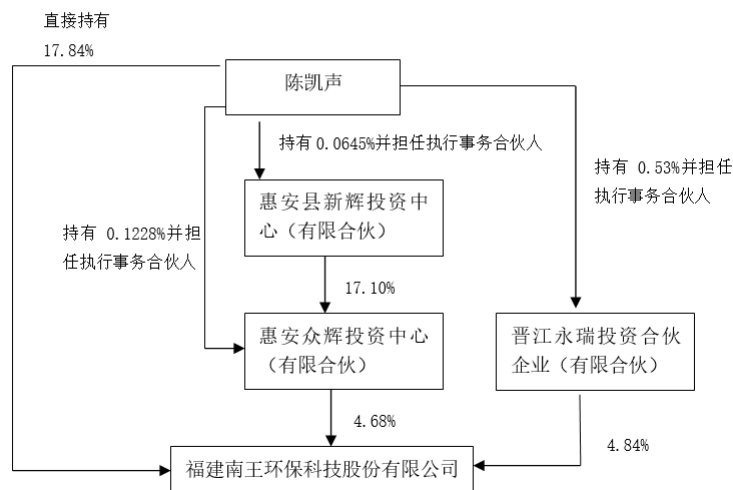 直接持有
17.84%
陈凯声
持有 0.0645%并担任执行事务合伙人
持有 0.53%并担任
执行事务合伙人
惠安县新辉投资中
心（有限合伙）
持有 0.1228%并担
任执行事务合伙人
17.10%
惠安众辉投资中心
（有限合伙）
晋江永瑞投资合伙
企业（有限合伙）
4.68%
4.84%
福建南王环保科技股份有限公司